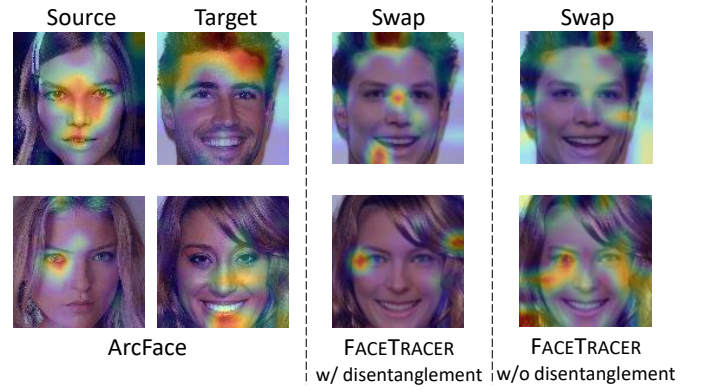 Source
Target
Swap
Swap
ArcFace
FACETRACER
w/ disentanglement
FACETRACER
w/o disentanglement